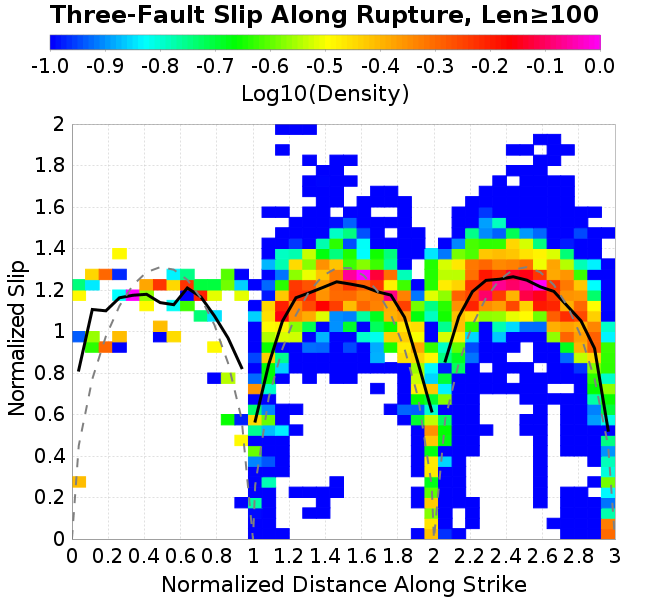 Three-Fault Slip Along Rupture, Len≥100
-1.0 -0.9 -0.8 -0.7 -0.6 -0.5 -0.4 -0.3 -0.2 -0.1 0.0
Log10(Density)
2
1.8
1.6
1.4
1.2
1
0.8
0.6
0.4
0.2
0
Normalized Slip
0 0.2 0.4 0.6 0.8 1 1.2 1.4 1.6 1.8 2 2.2 2.4 2.6 2.8 3
Normalized Distance Along Strike